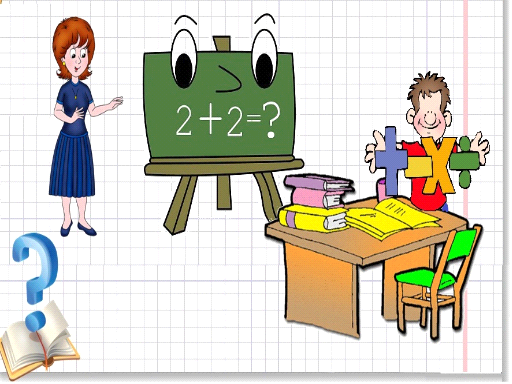 2+2=?
+ - × ÷
?